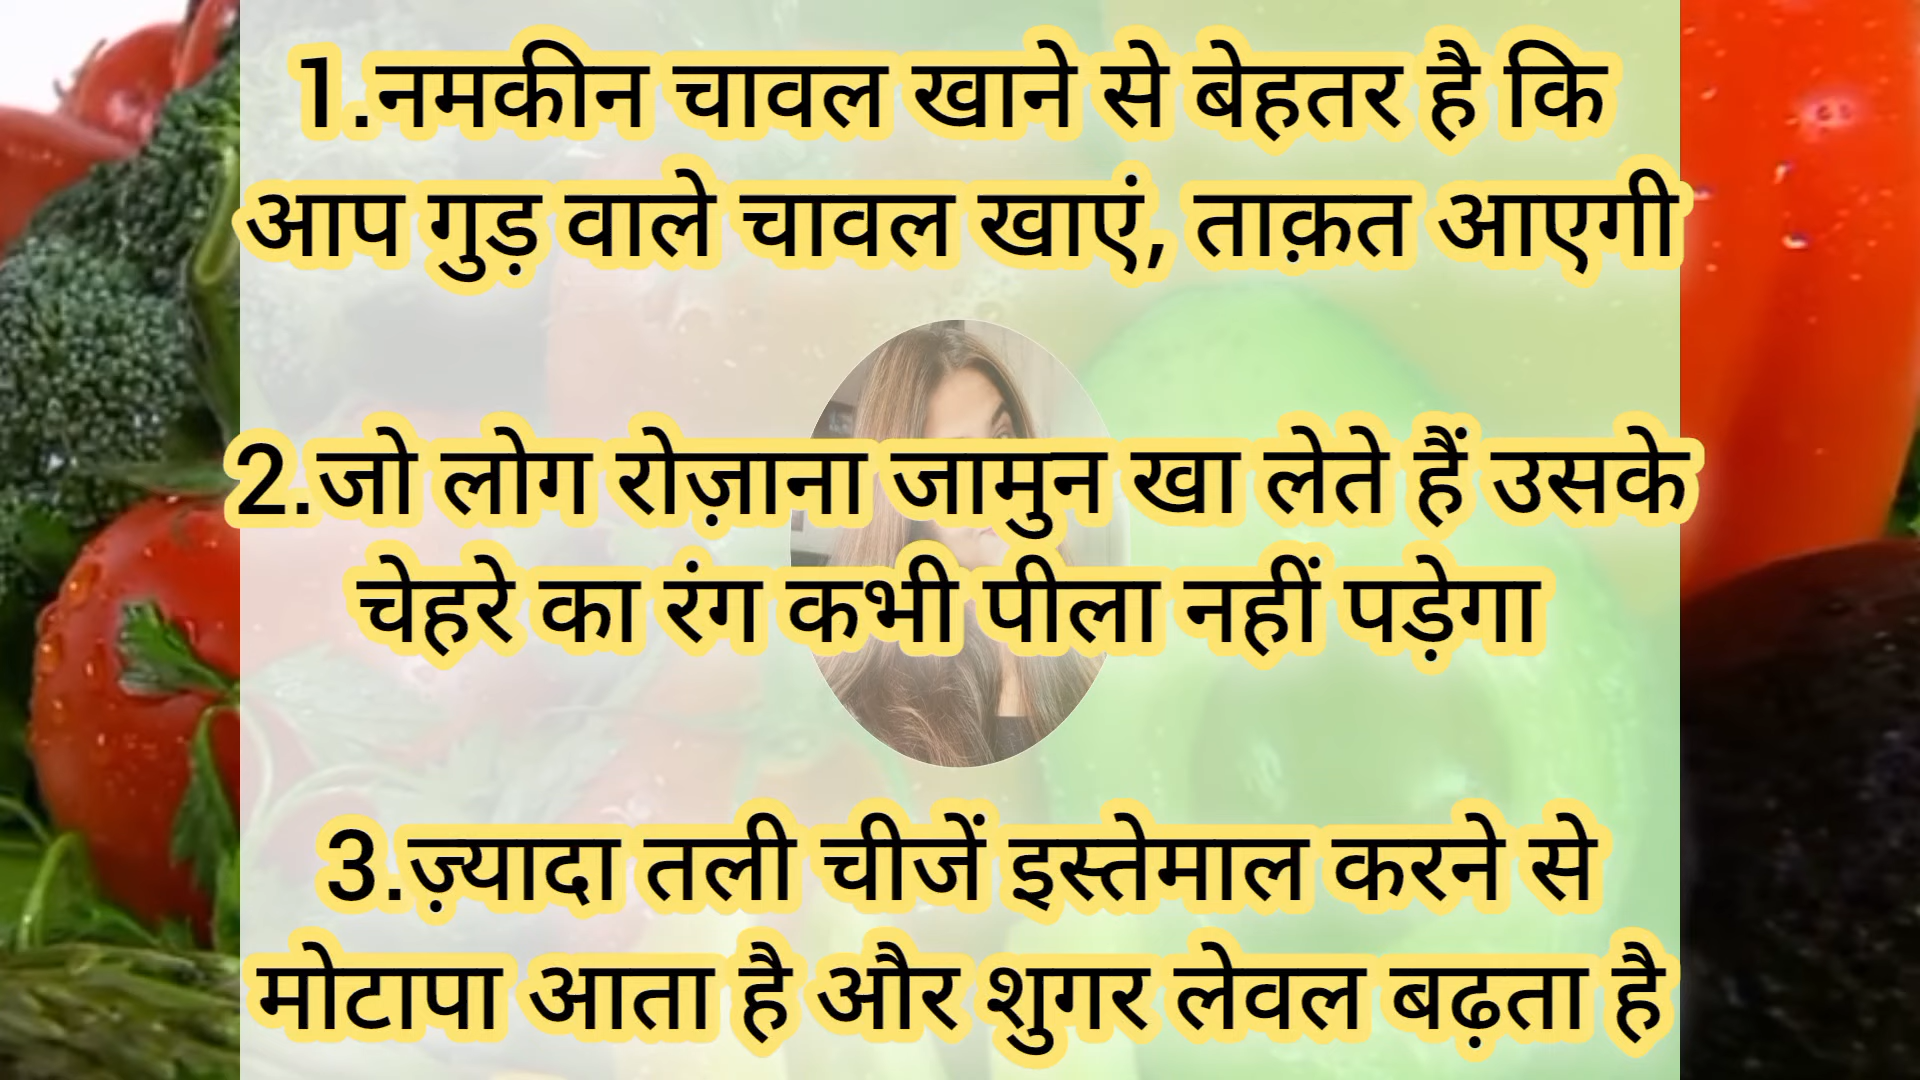 1.नमकीन चावल खाने से बेहतर है कि
आप गुड़ वाले चावल खाएं, ताक़त आएगी
2.जो लोग रोज़ाना जामुन खा लेते हैं उसके
चेहरे का रंग कभी पीला नहीं पड़ेगा
3.ज़्यादा तली चीजें इस्तेमाल करने से
मोटापा आता है और शुगर लेवल बढ़ता है